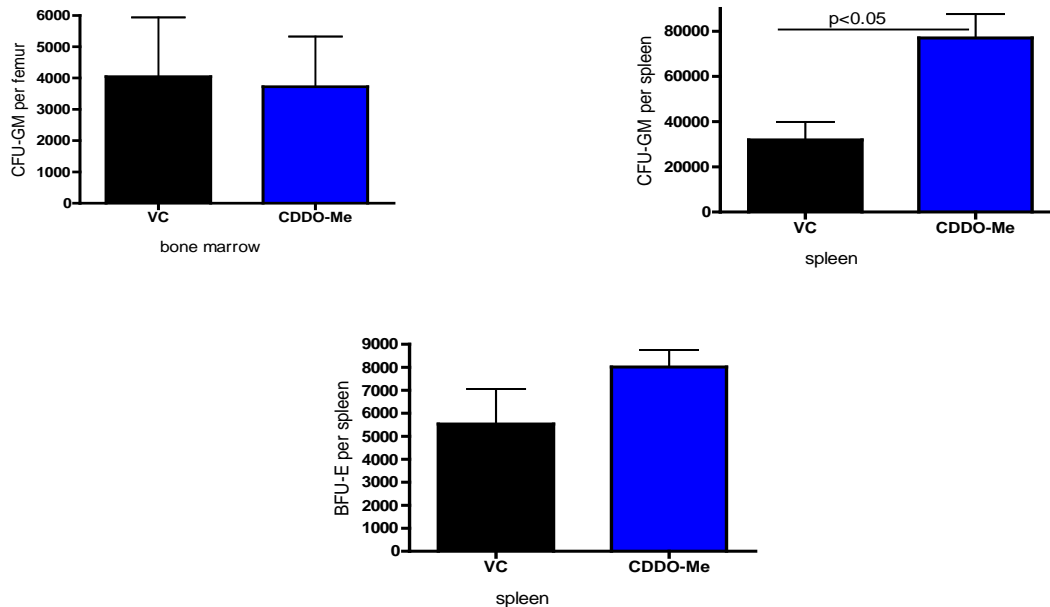 CFU-GM per femur
6000
5000
4000
3000
2000
1000
0
VC CDDO-Me
bone marrow
CFU-GM per spleen
80000
60000
40000
20000
0
p<0.05
VC CDDO-Me
spleen
BFU-E per spleen
9000
8000
7000
6000
5000
4000
3000
2000
1000
0
VC CDDO-Me
spleen